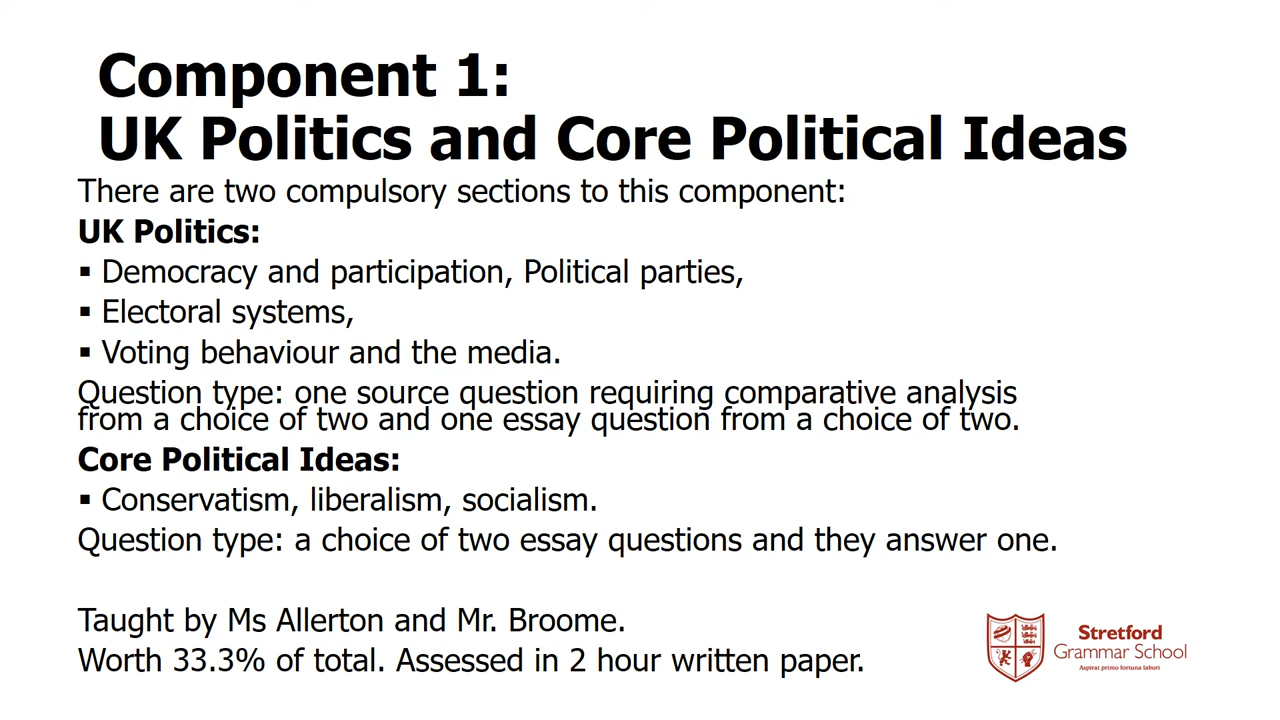 Component 1:
UK Politics and Core Political Ideas
There are two compulsory sections to this component:
UK Politics:
▪ Democracy and participation, Political parties,
▪ Electoral systems,
▪ Voting behaviour and the media.
Question type: one source question requiring comparative analysis
from a choice of two and one essay question from a choice of two.
Core Political Ideas:
▪ Conservatism, liberalism, socialism.
Question type: a choice of two essay questions and they answer one.
Taught by Ms Allerton and Mr. Broome.
Worth 33.3% of total. Assessed in 2 hour written paper.
Stretford
Grammar School
Aspirat primo fortuna labori